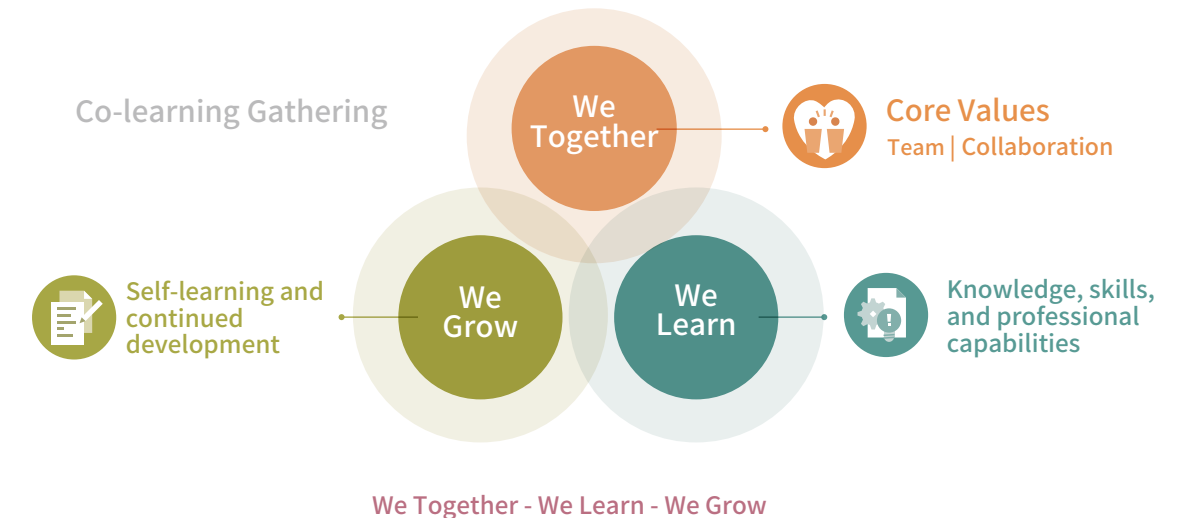 Co-learning Gathering
We
Together
Core Values
Team | Collaboration
We
Grow
Self-learning and
continued
development
We
Learn
Knowledge, skills,
and professional
capabilities
We Together - We Learn - We Grow